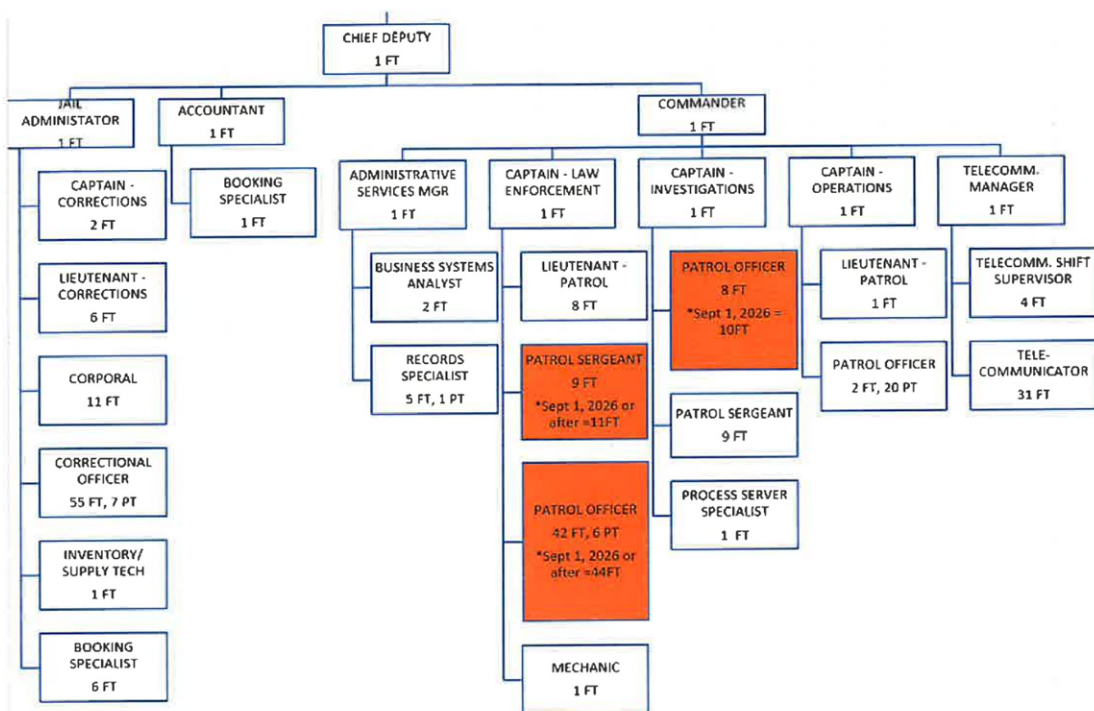 CHIEF DEPUTY
1 FT
JAIL
ADMINISTATOR
1 FT
ACCOUNTANT
1 FT
COMMANDER
1 FT
CAPTAIN -
CORRECTIONS
2 FT
LIEUTENANT -
CORRECTIONS
6 FT
CORPORAL
11 FT
CORRECTIONAL
OFFICER
55 FT, 7 PT
INVENTORY/
SUPPLY TECH
1 FT
BOOKING
SPECIALIST
6 FT
BOOKING
SPECIALIST
1 FT
ADMINISTRATIVE
SERVICES MGR
1 FT
BUSINESS SYSTEMS
ANALYST
2 FT
RECORDS
SPECIALIST
5 FT, 1 PT
CAPTAIN - LAW
ENFORCEMENT
1 FT
LIEUTENANT -
PATROL
8 FT
PATROL SERGEANT
9 FT
*Sept 1, 2026 or
after =11FT
PATROL OFFICER
42 FT, 6 PT
*Sept 1, 2026 or
after =44FT
MECHANIC
1 FT
CAPTAIN -
INVESTIGATIONS
1 FT
PATROL OFFICER
8 FT
*Sept 1, 2026 =
10FT
PATROL SERGEANT
9 FT
PROCESS SERVER
SPECIALIST
1 FT
CAPTAIN -
OPERATIONS
1 FT
LIEUTENANT -
PATROL
1 FT
PATROL OFFICER
2 FT, 20 PT
TELECOMM.
MANAGER
1 FT
TELECOMM. SHIFT
SUPERVISOR
4 FT
TELE-
COMMUNICATOR
31 FT